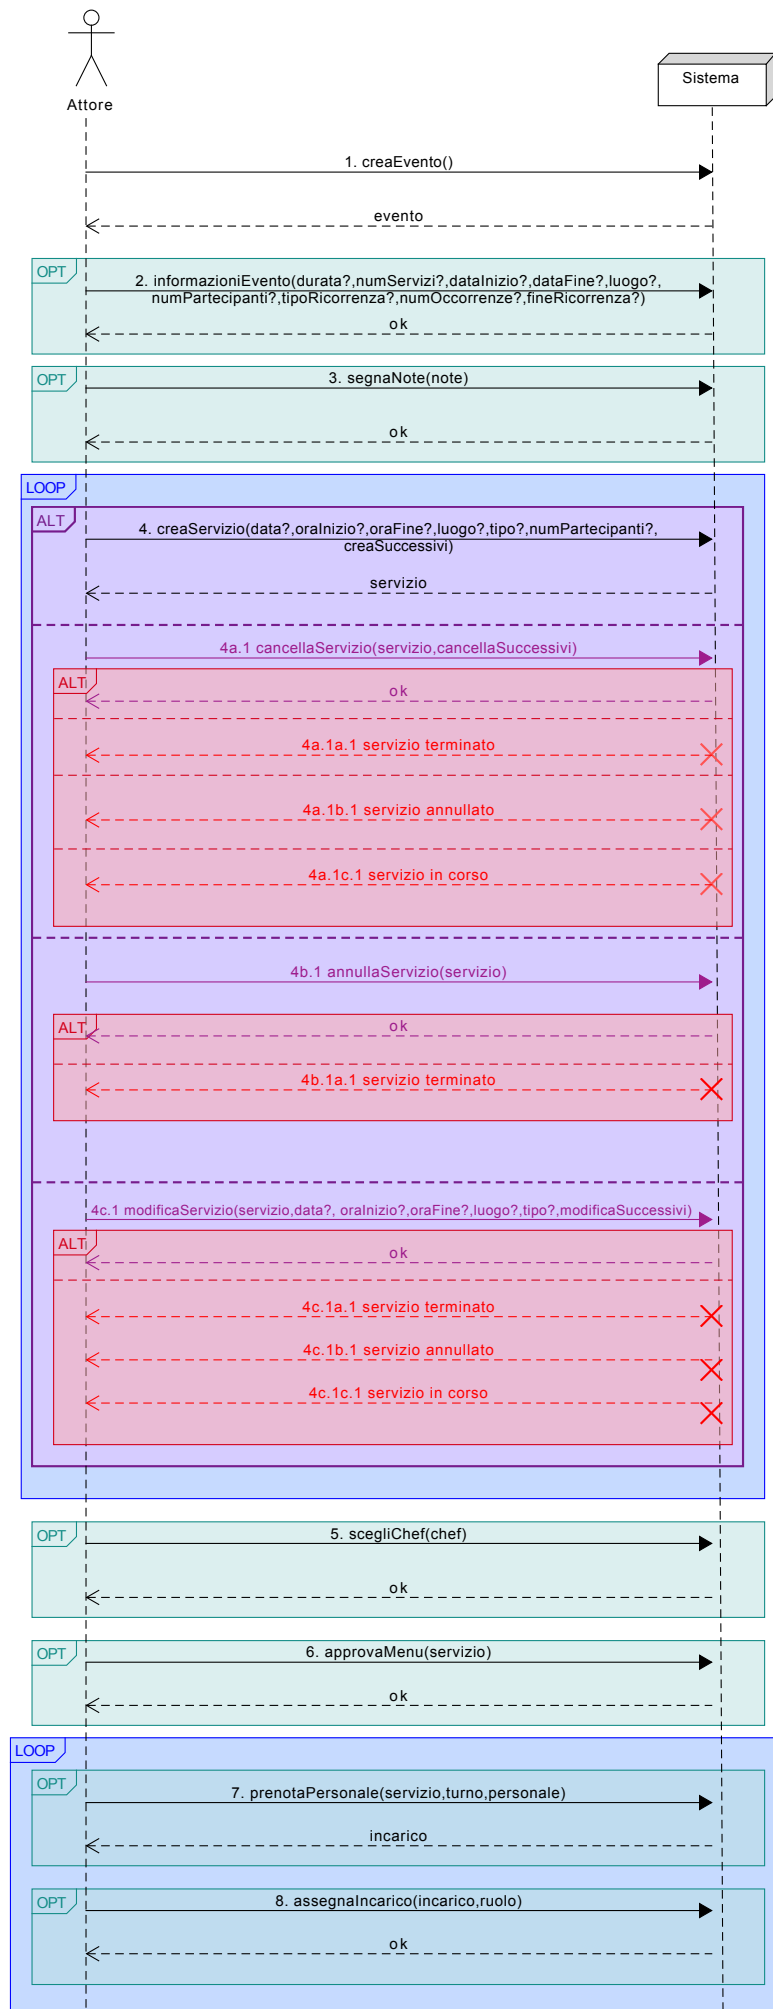 Attore
Sistema
1. creaEvento()
evento
OPT
2. informazioniEvento(durata?,numServizi?,dataInizio?,dataFine?,luogo?,
numPartecipanti?,tipoRicorrenza?,numOccorrenze?,fineRicorrenza?)
ok
OPT
3. segnaNote(note)
ok
LOOP
ALT
4. creaServizio(data?,oraInizio?,oraFine?,luogo?,tipo?,numPartecipanti?,
creaSuccessivi)
servizio
4a.1 cancellaServizio(servizio,cancellaSuccessivi)
ALT
ok
4a.1a.1 servizio terminato
4a.1b.1 servizio annullato
4a.1c.1 servizio in corso
4b.1 annullaServizio(servizio)
ALT
ok
4b.1a.1 servizio terminato
4c.1 modificaServizio(servizio,data?, oraInizio?,oraFine?,luogo?,tipo?,modificaSuccessivi)
ALT
ok
4c.1a.1 servizio terminato
4c.1b.1 servizio annullato
4c.1c.1 servizio in corso
OPT
5. scegliChef(chef)
ok
OPT
6. approvaMenu(servizio)
ok
LOOP
OPT
7. prenotaPersonale(servizio,turno,personale)
incarico
OPT
8. assegnaIncarico(incarico,ruolo)
ok